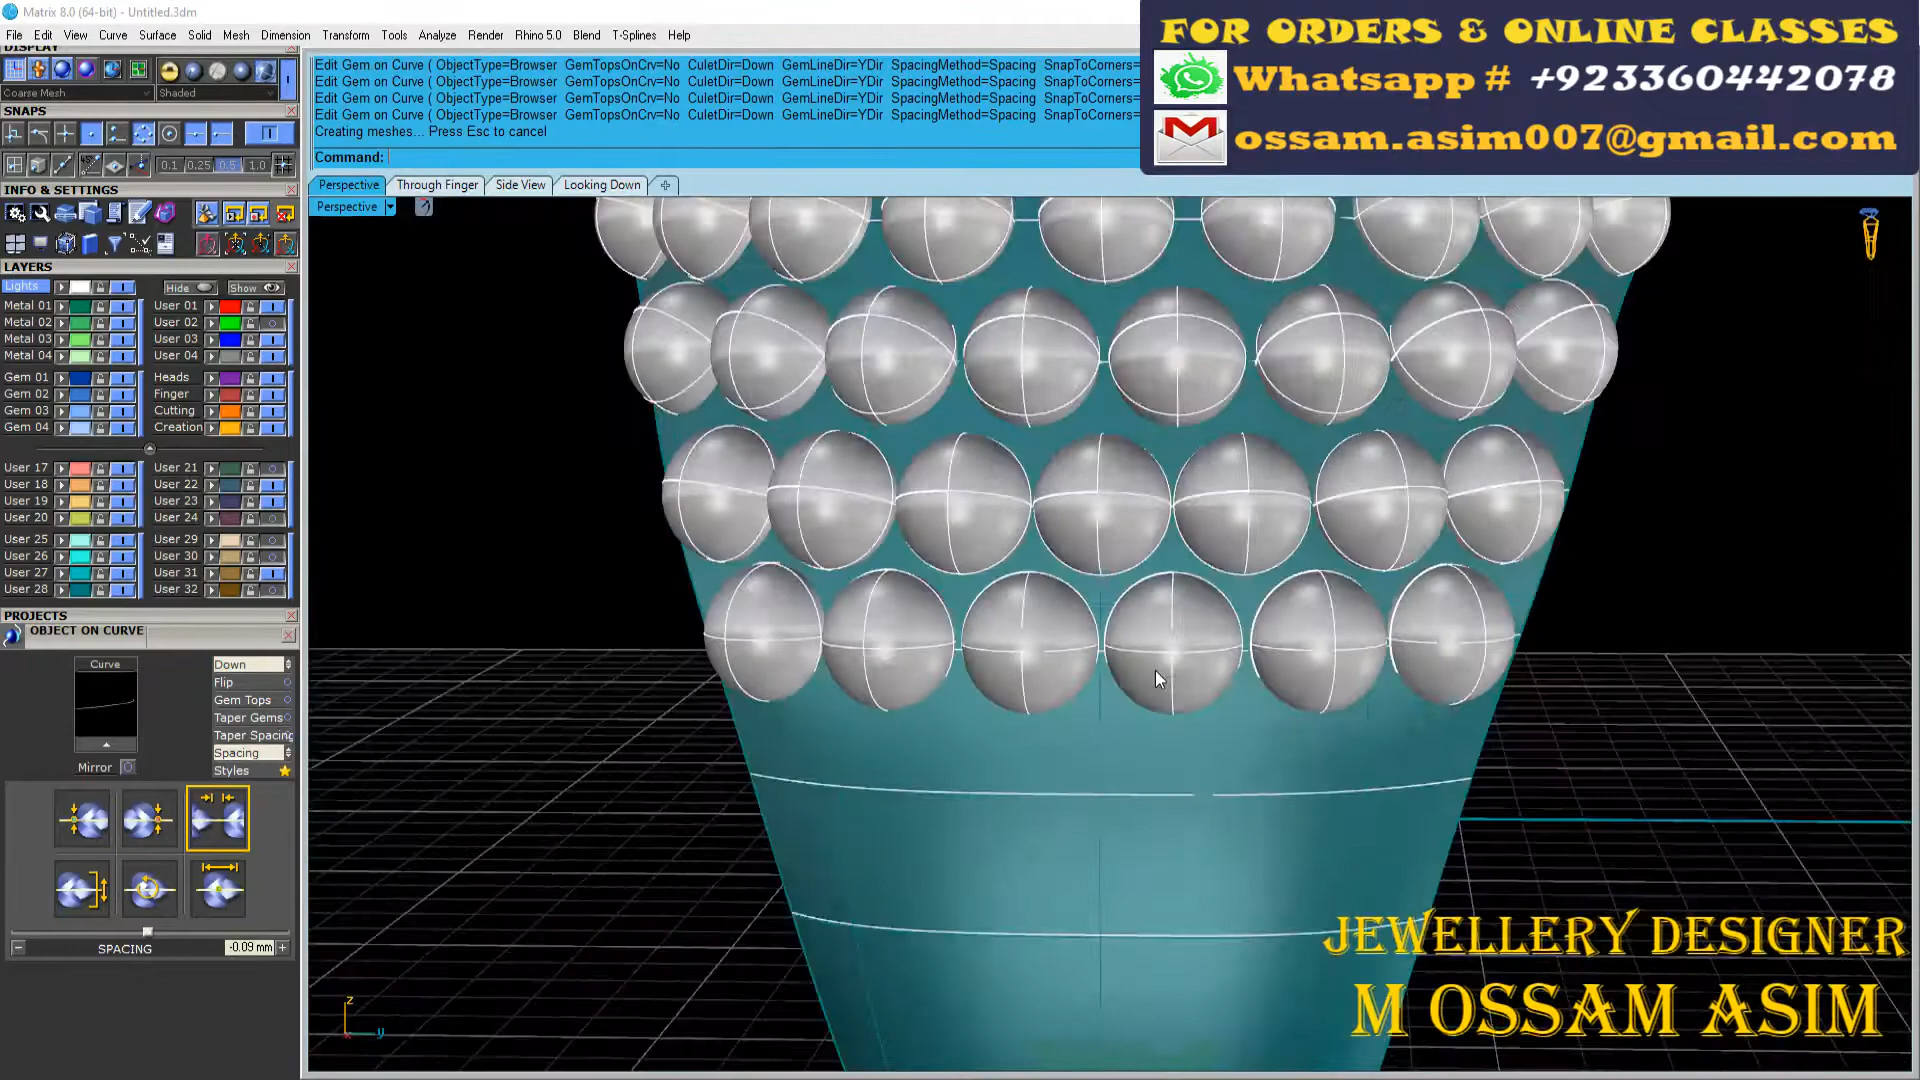 Matrix 8.0 (64-bit) - Untitled.3dm
File Edit View Curve Surface Solid Mesh Dimension Transform Tools Analyze Render Rhino 5.0 Blend T-Splines Help
FOR ORDERS & ONLINE CLASSES
Whatsapp # +923360442078
ossam.asim007@gmail.com
DISPLAY
Coarse Mesh Shaded
SNAPS
0.1 0.25 0.5 1.0
INFO & SETTINGS
LAYERS
Lights Hide Show
Metal 01 User 01
Metal 02 User 02
Metal 03 User 03
Metal 04 User 04
Gem 01 Heads
Gem 02 Finger
Gem 03 Cutting
Gem 04 Creation
User 17 User 21
User 18 User 22
User 19 User 23
User 20 User 24
User 25 User 29
User 26 User 30
User 27 User 31
User 28 User 32
PROJECTS
OBJECT ON CURVE
Curve Down
Flip
Gem Tops
Taper Gems
Taper Spacing
Spacing
Mirror Styles
SPACING -0.09 mm
Edit Gem on Curve ( ObjectType=Browser GemTopsOnCrv=No CuletDir=Down GemLineDir=YDir SpacingMethod=Spacing SnapToCorners=
Edit Gem on Curve ( ObjectType=Browser GemTopsOnCrv=No CuletDir=Down GemLineDir=YDir SpacingMethod=Spacing SnapToCorners=
Edit Gem on Curve ( ObjectType=Browser GemTopsOnCrv=No CuletDir=Down GemLineDir=YDir SpacingMethod=Spacing SnapToCorners=
Edit Gem on Curve ( ObjectType=Browser GemTopsOnCrv=No CuletDir=Down GemLineDir=YDir SpacingMethod=Spacing SnapToCorners=
Creating meshes... Press Esc to cancel
Command:
Perspective Through Finger Side View Looking Down
Perspective
z
y
x
JEWELLERY DESIGNER
M OSSAM ASIM